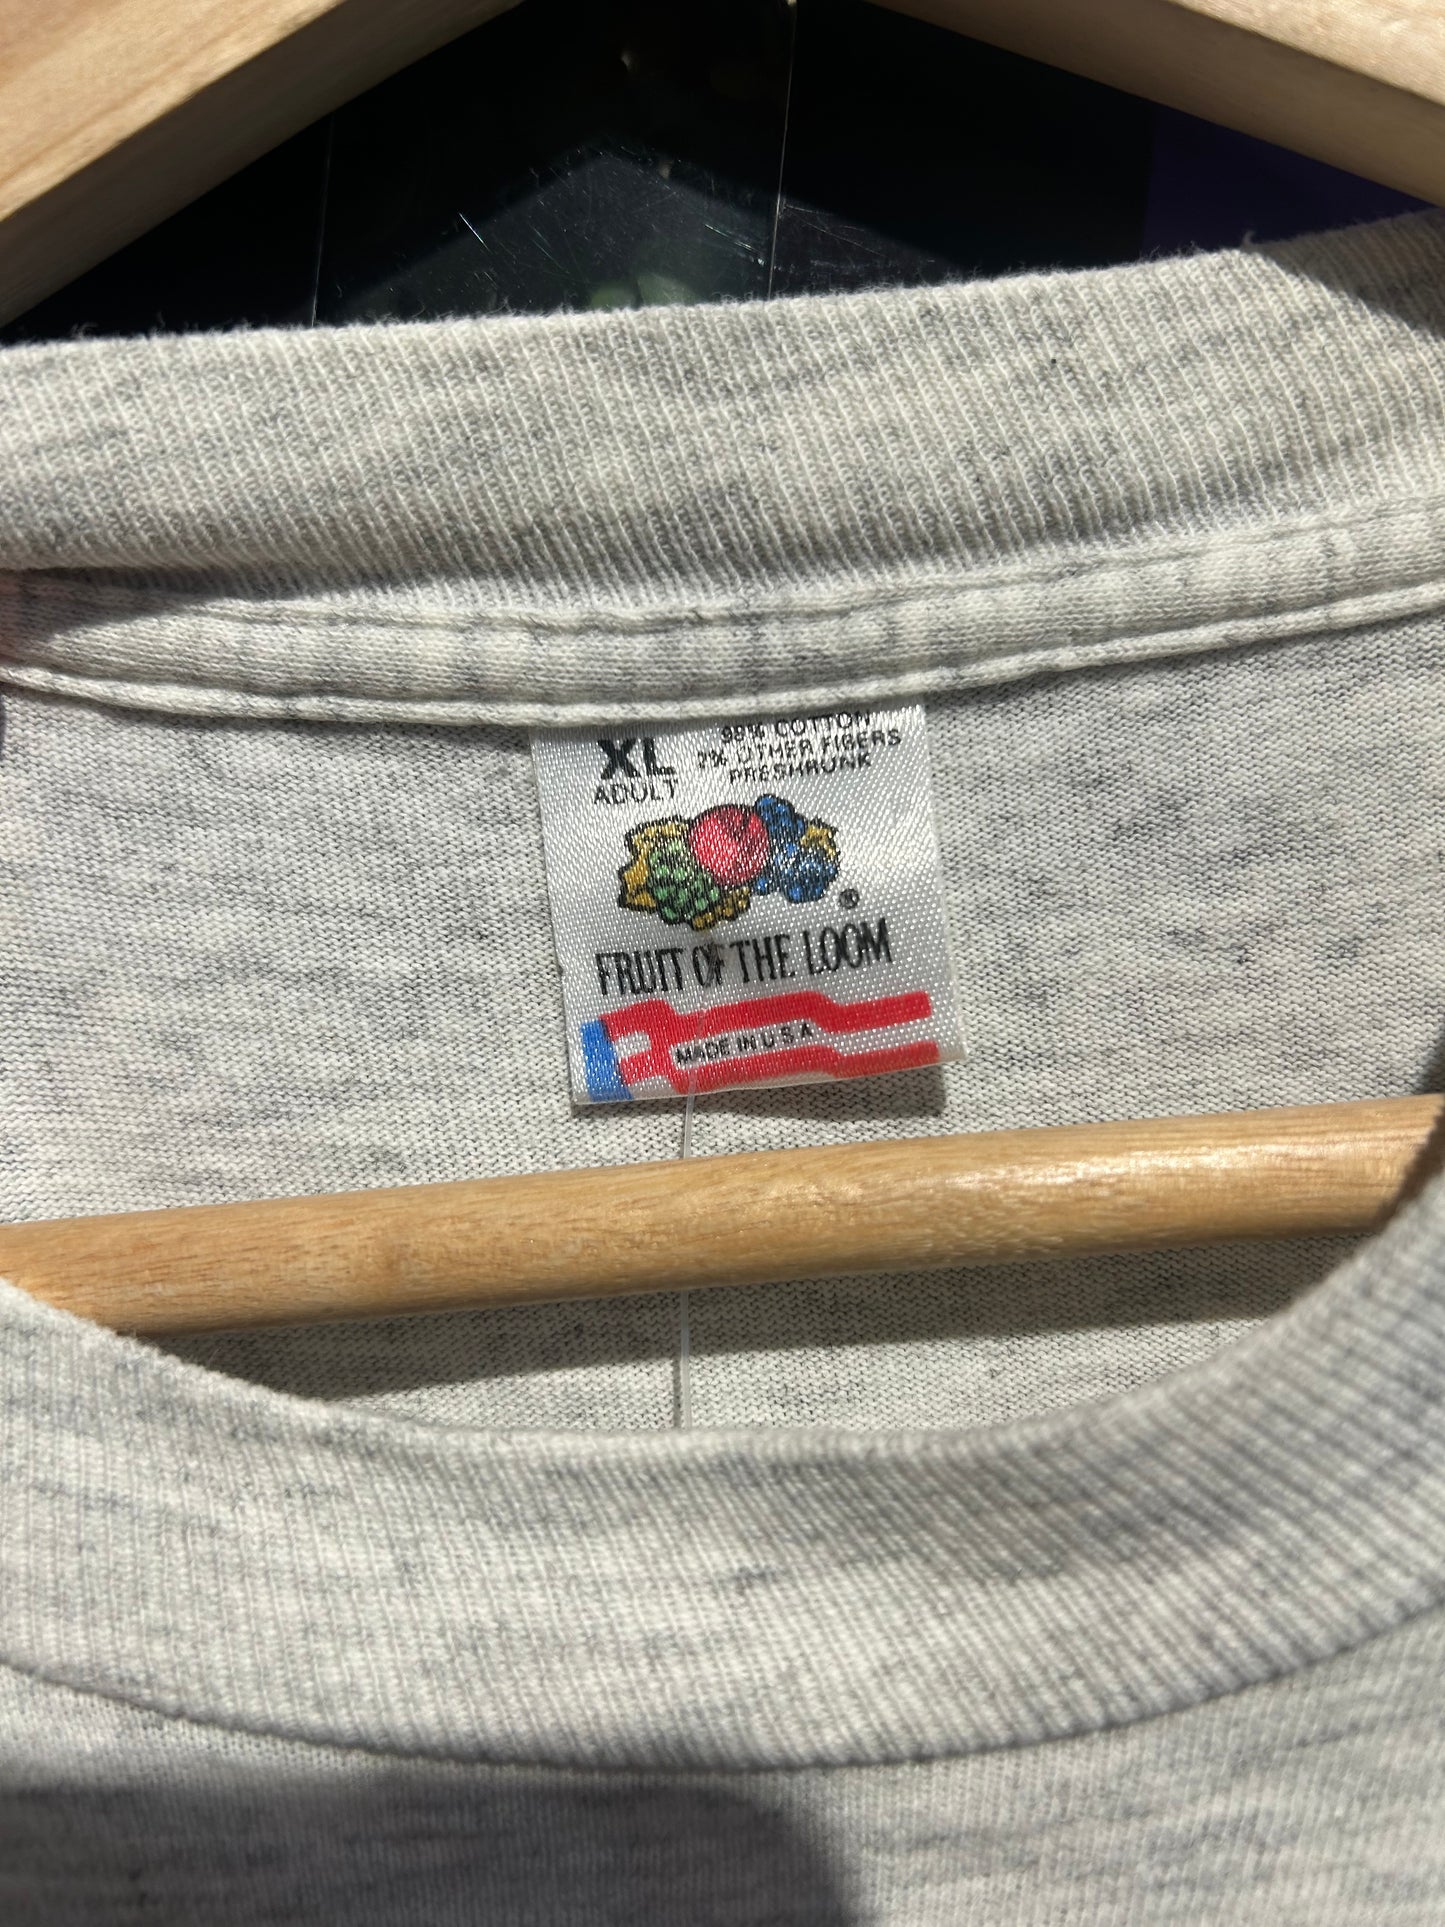 XL
ADULT
98% COTTON
2% OTHER FIBERS
PRESHRUNK
®
FRUIT OF THE LOOM
MADE IN U.S.A.